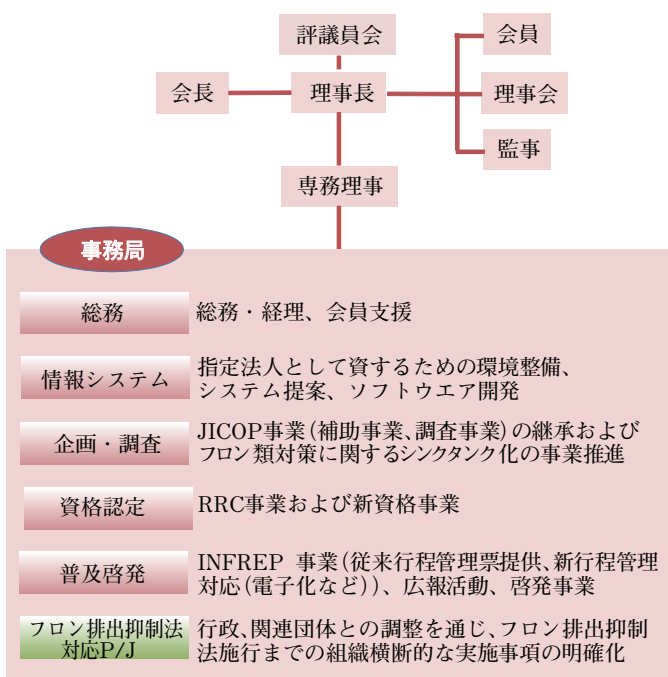 評議員会
会員
会長
理事長
理事会
監事
専務理事
事務局
総務
総務・経理、会員支援
情報システム
指定法人として資するための環境整備、
システム提案、ソフトウエア開発
企画・調査
JICOP事業(補助事業、調査事業)の継承および
フロン類対策に関するシンクタンク化の事業推進
資格認定
RRC事業および新資格事業
普及啓発
INFREP 事業(従来行程管理票提供、新行程管理
対応(電子化など))、広報活動、啓発事業
フロン排出抑制法
対応P/J
行政、関連団体との調整を通じ、フロン排出抑制
法施行までの組織横断的な実施事項の明確化